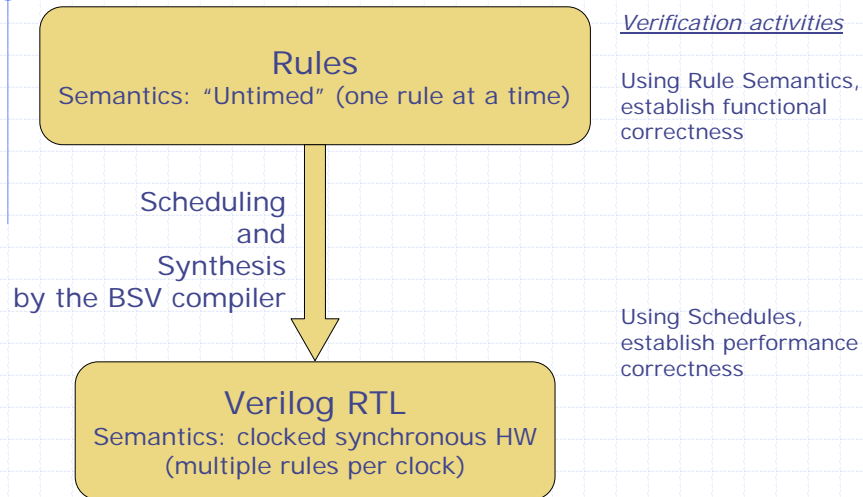 Verification activities
Rules
Semantics: "Untimed" (one rule at a time)
Using Rule Semantics,
establish functional
correctness
Scheduling
and
Synthesis
by the BSV compiler
Using Schedules,
establish performance
correctness
Verilog RTL
Semantics: clocked synchronous HW
(multiple rules per clock)